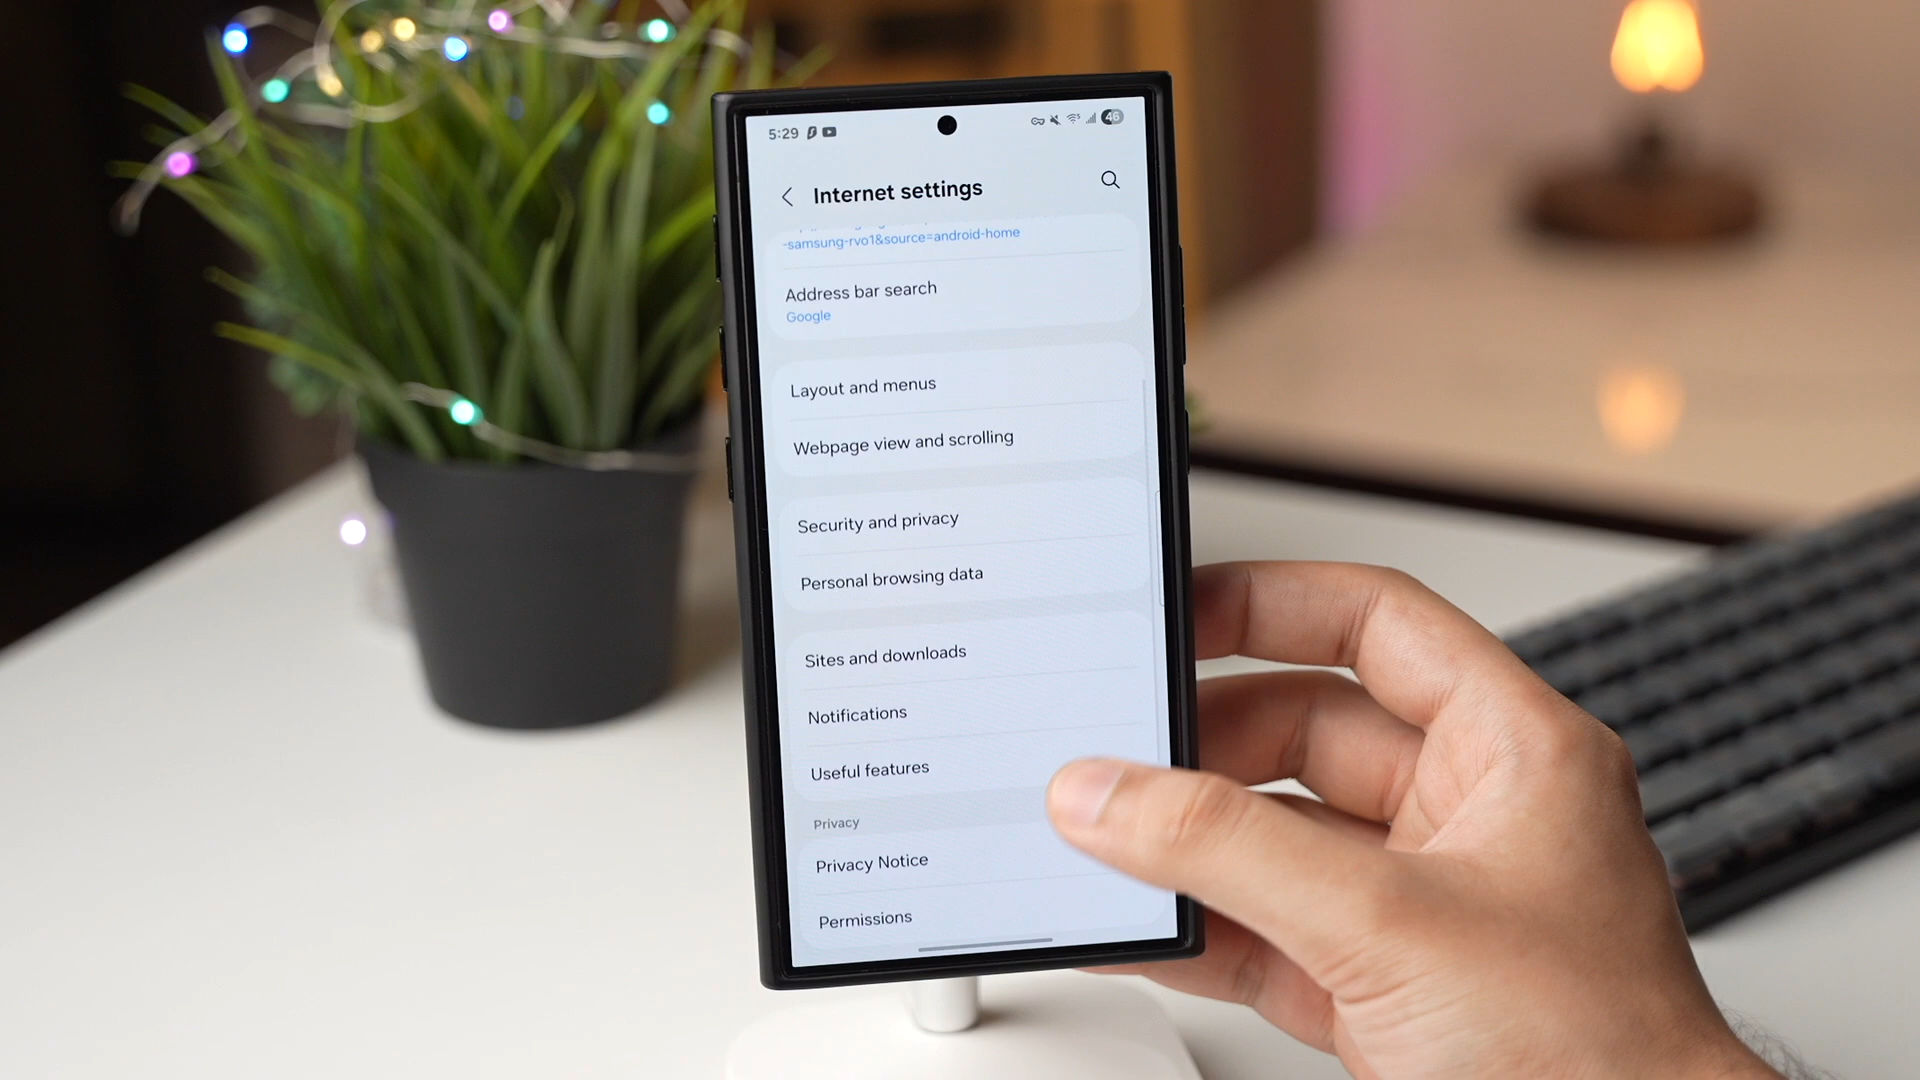 5:29
46
Internet settings
-samsung-rvo1&source=android-home
Address bar search
Google
Layout and menus
Webpage view and scrolling
Security and privacy
Personal browsing data
Sites and downloads
Notifications
Useful features
Privacy
Privacy Notice
Permissions